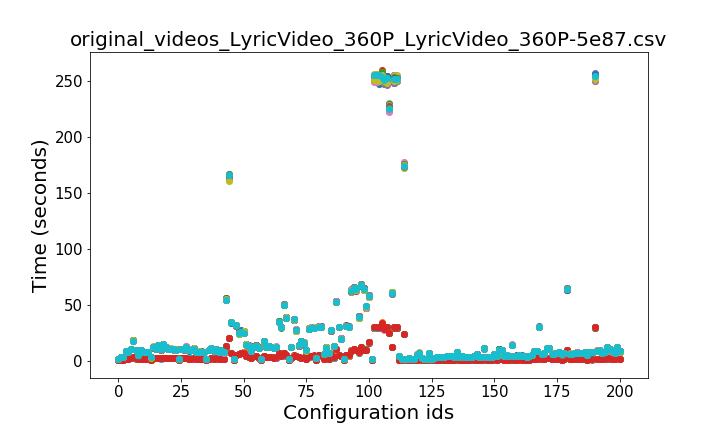 original_videos_LyricVideo_360P_LyricVideo_360P-5e87.csv
250
200
150
100
50
0
Time (seconds)
0 25 50 75 100 125 150 175 200
Configuration ids